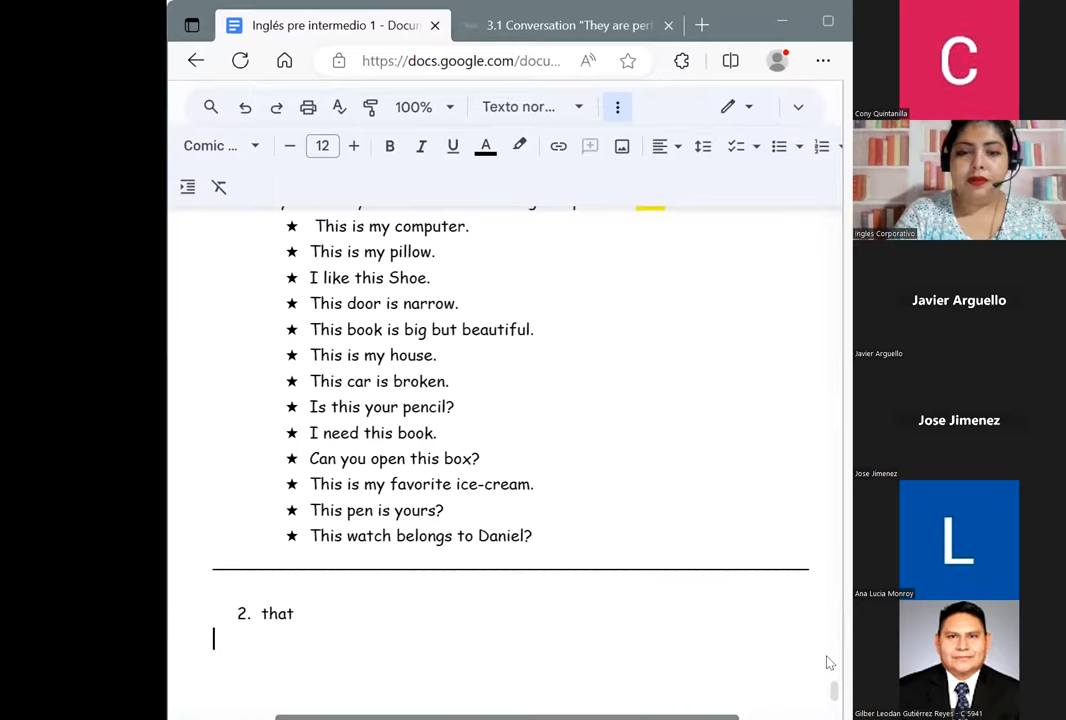 Inglés pre intermedio 1 - Docun
3.1 Conversation "They are peri
https://docs.google.com/docu...
100%
Texto nor...
Comic ...
12
This is my computer.
This is my pillow.
I like this Shoe.
This door is narrow.
This book is big but beautiful.
This is my house.
This car is broken.
Is this your pencil?
I need this book.
Can you open this box?
This is my favorite ice-cream.
This pen is yours?
This watch belongs to Daniel?
2. that
C
Cony Quintanilla
Ingles Corporativo
Javier Arguello
Javier Arguello
Jose Jimenez
Jose Jimenez
L
Ana Lucia Monroy
Gilber Leodan Gutiérrez Reyes - C 5941